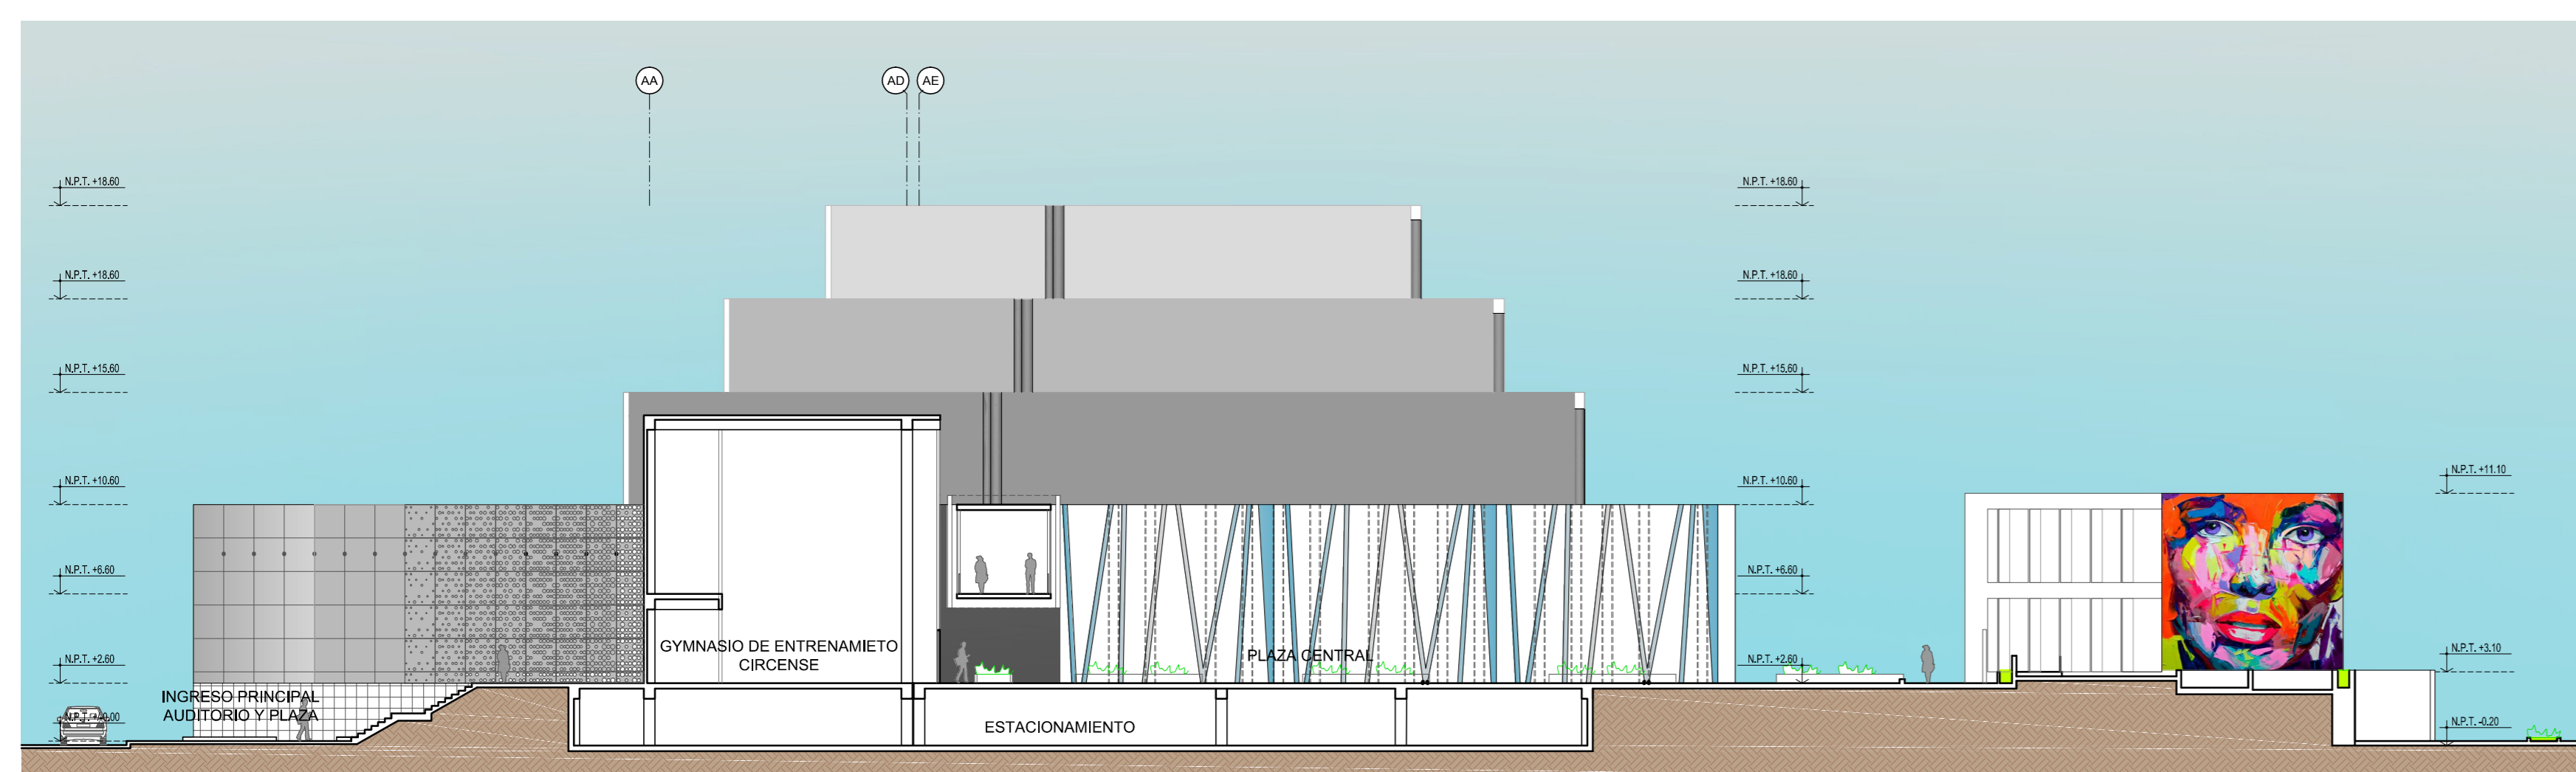 AA
AD
AE
N.P.T. +18.60
N.P.T. +18.60
N.P.T. +18.60
N.P.T. +18.60
N.P.T. +15.60
N.P.T. +15.60
N.P.T. +10.60
N.P.T. +10.60
N.P.T. +11.10
N.P.T. +6.60
N.P.T. +6.60
GYMNASIO DE ENTRENAMIETO
CIRCENSE
PLAZA CENTRAL
N.P.T. +2.60
N.P.T. +2.60
N.P.T. +3.10
INGRESO PRINCIPAL
AUDITORIO Y PLAZA
ESTACIONAMIENTO
N.P.T. -0.20